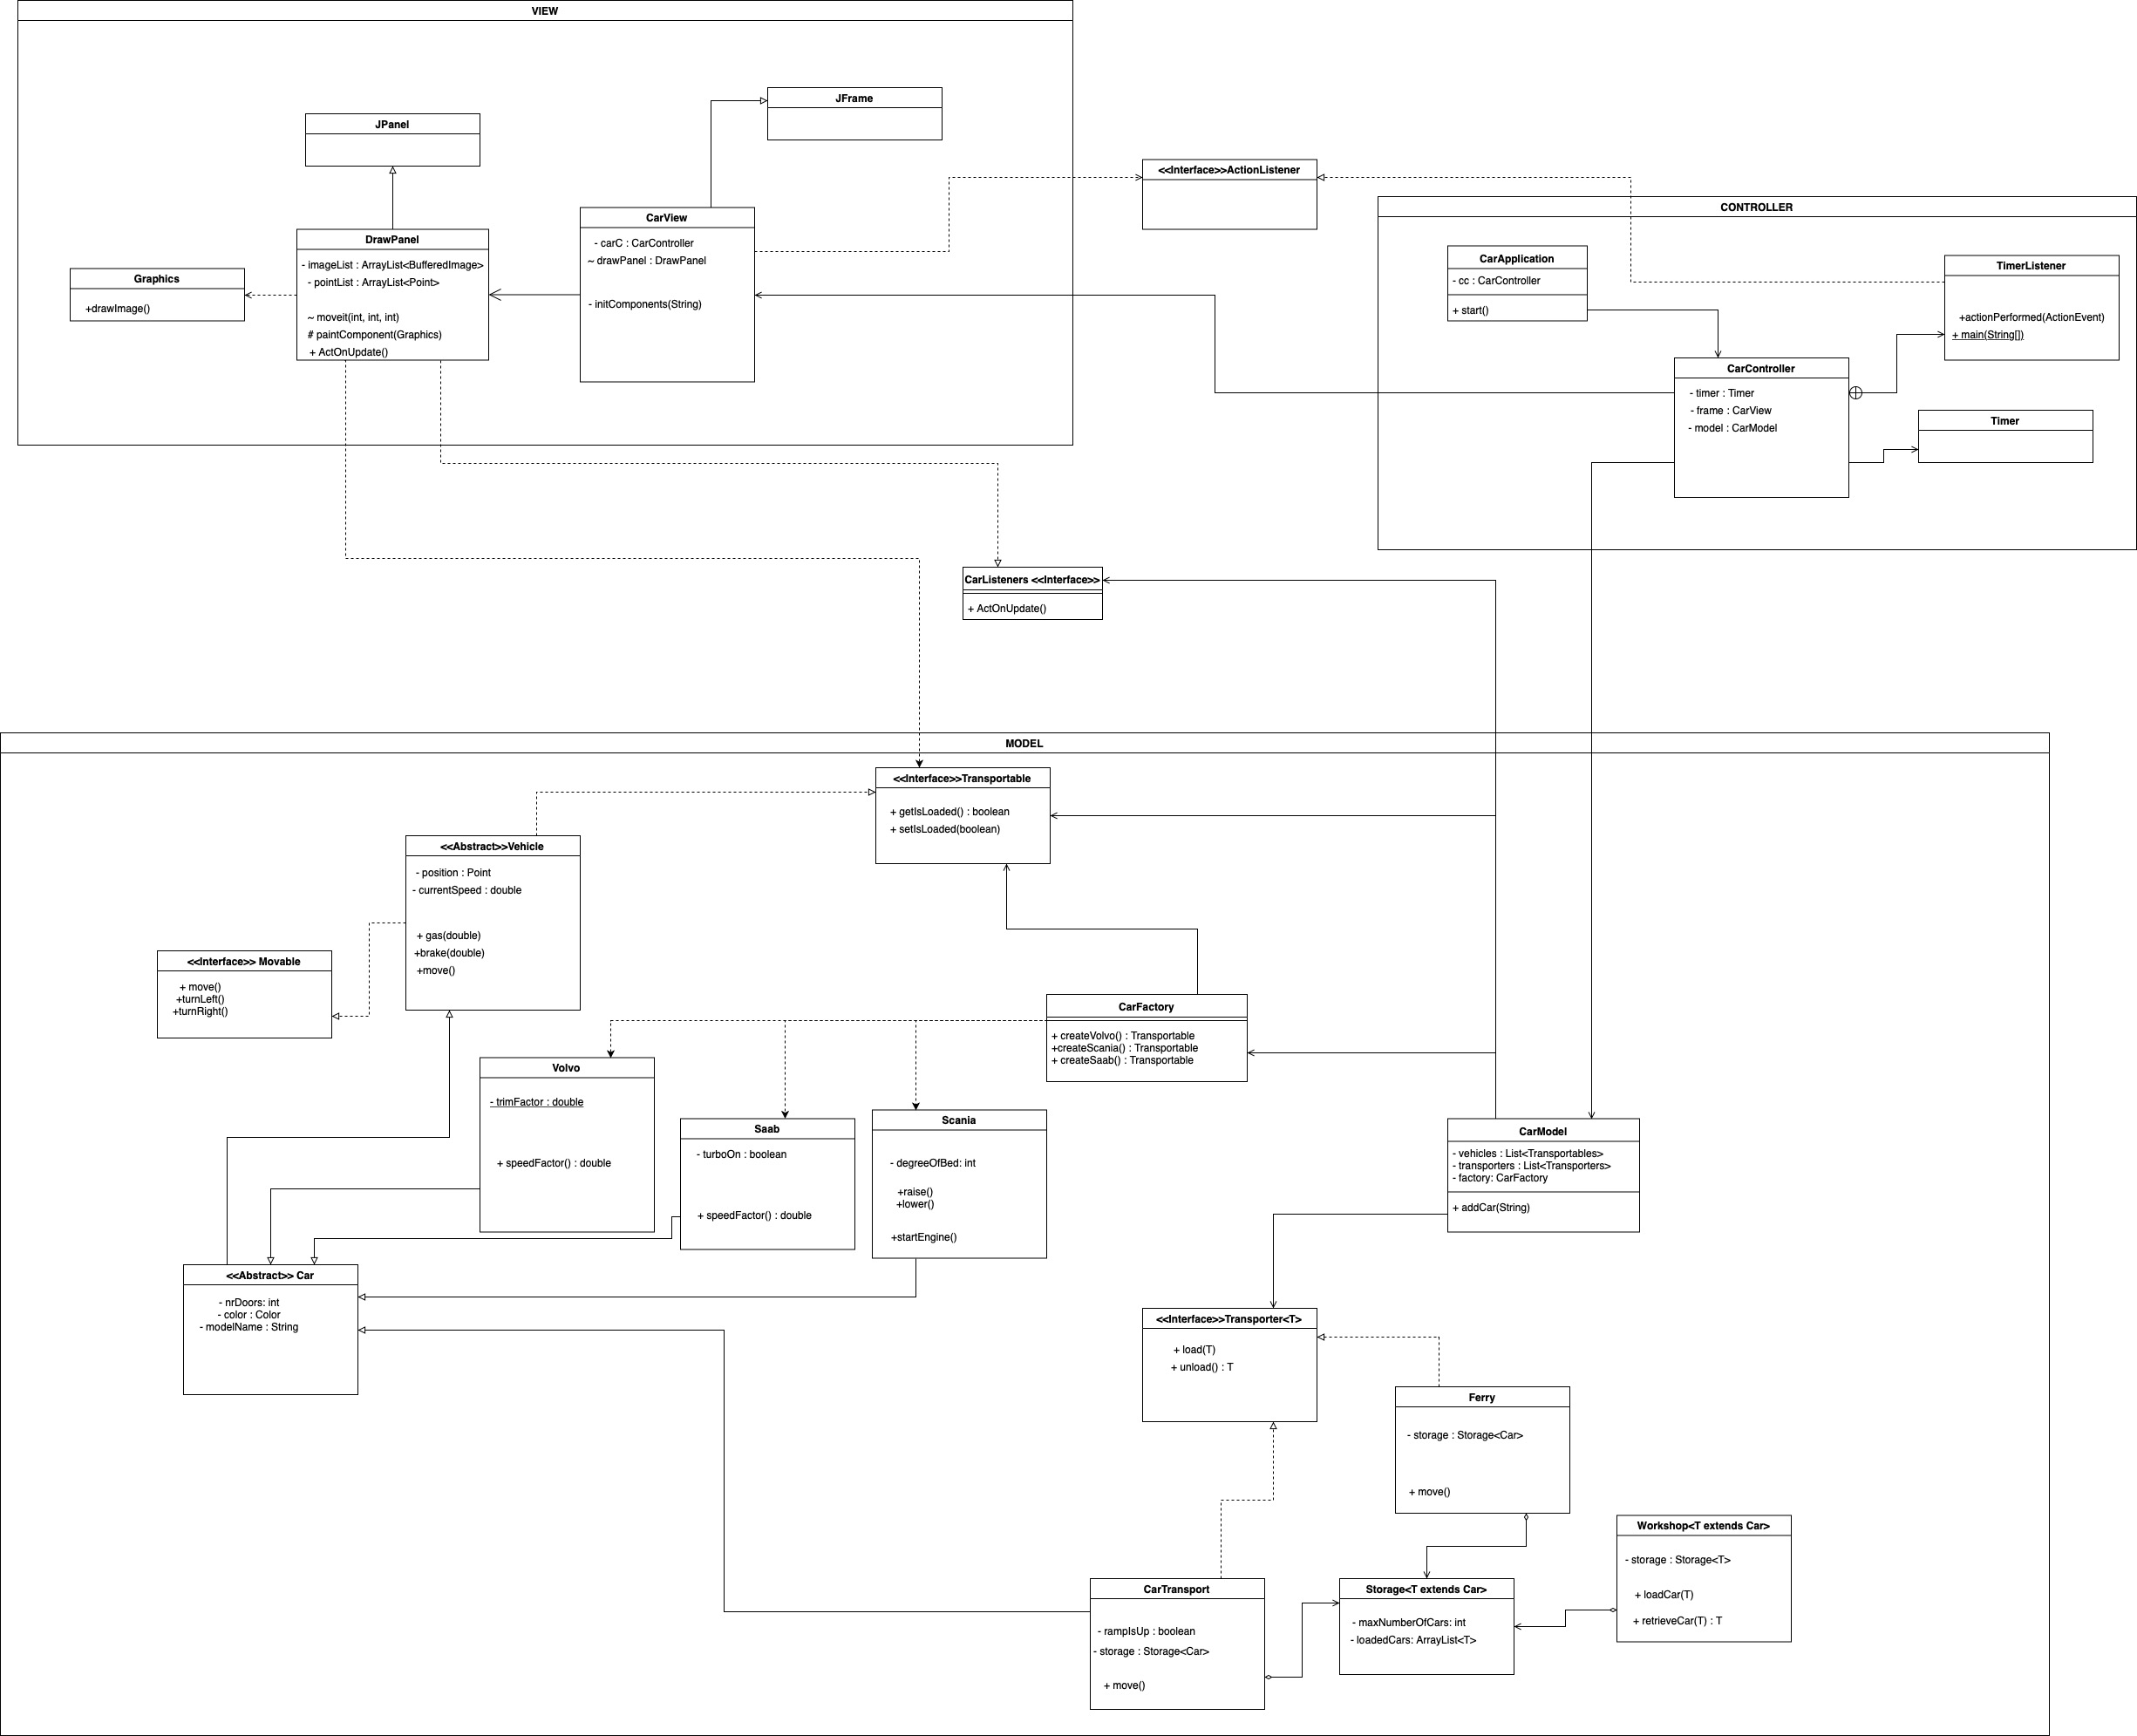 VIEW
JFrame
JPanel
<<Interface>>ActionListener
CONTROLLER
CarView
- carC : CarController
~ drawPanel : DrawPanel
- initComponents(String)
DrawPanel
- imageList : ArrayList<BufferedImage>
- pointList : ArrayList<Point>
~ moveit(int, int, int)
# paintComponent(Graphics)
+ ActOnUpdate()
Graphics
+drawImage()
CarApplication
- cc : CarController
+ start()
TimerListener
+actionPerformed(ActionEvent)
+ main(String[])
CarController
- timer : Timer
- frame : CarView
- model : CarModel
Timer
CarListeners <<Interface>>
+ ActOnUpdate()
MODEL
<<Interface>>Transportable
+ getIsLoaded() : boolean
+ setIsLoaded(boolean)
<<Abstract>>Vehicle
- position : Point
- currentSpeed : double
+ gas(double)
+brake(double)
+move()
<<Interface>> Movable
+ move()
+turnLeft()
+turnRight()
CarFactory
+ createVolvo() : Transportable
+createScania() : Transportable
+ createSaab() : Transportable
Volvo
- trimFactor : double
+ speedFactor() : double
Saab
- turboOn : boolean
+ speedFactor() : double
Scania
- degreeOfBed: int
+raise()
+lower()
+startEngine()
CarModel
- vehicles : List<Transportables>
- transporters : List<Transporters>
- factory: CarFactory
+ addCar(String)
<<Abstract>> Car
- nrDoors: int
- color : Color
- modelName : String
<<Interface>>Transporter<T>
+ load(T)
+ unload() : T
Ferry
- storage : Storage<Car>
+ move()
Workshop<T extends Car>
- storage : Storage<T>
+ loadCar(T)
+ retrieveCar(T) : T
CarTransport
- rampIsUp : boolean
- storage : Storage<Car>
+ move()
Storage<T extends Car>
- maxNumberOfCars: int
- loadedCars: ArrayList<T>